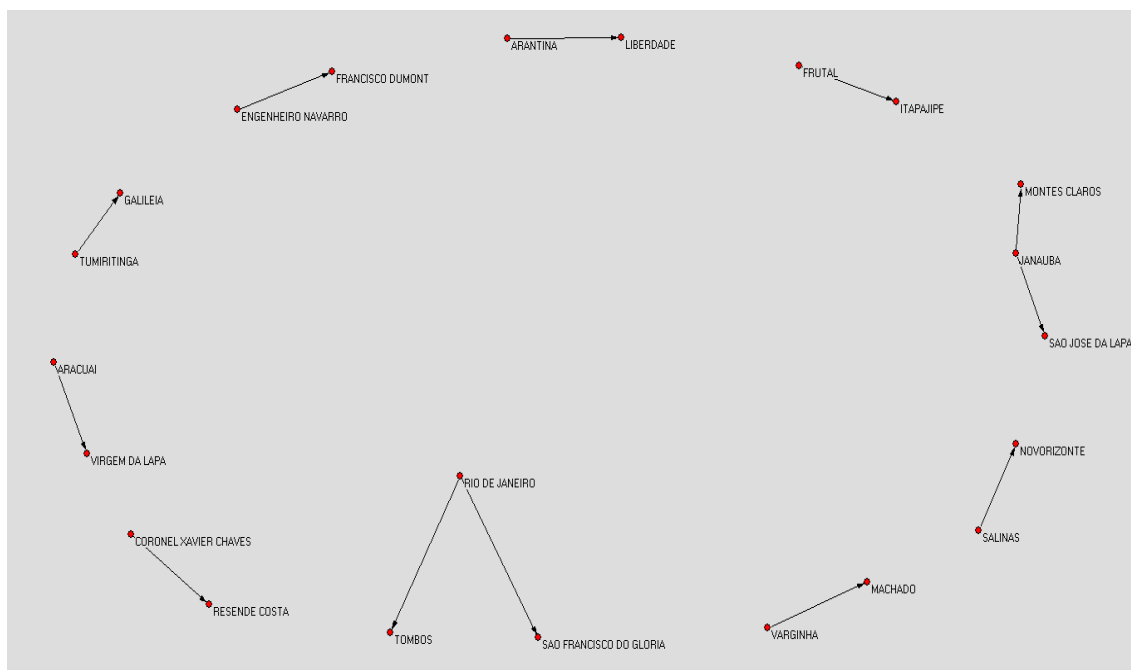 ARANTINA
LIBERDADE
FRANCISCO DUMONT
FRUTAL
ENGENHEIRO NAVARRO
ITAPAJIPE
MONTES CLAROS
GALILEIA
TUMIRITINGA
JANAUBA
SAO JOSE DA LAPA
ARACUAI
NOVORIZONTE
VIRGEM DA LAPA
RIO DE JANEIRO
SALINAS
CORONEL XAVIER CHAVES
MACHADO
RESENDE COSTA
TOMBOS
SAO FRANCISCO DO GLORIA
VARGINHA